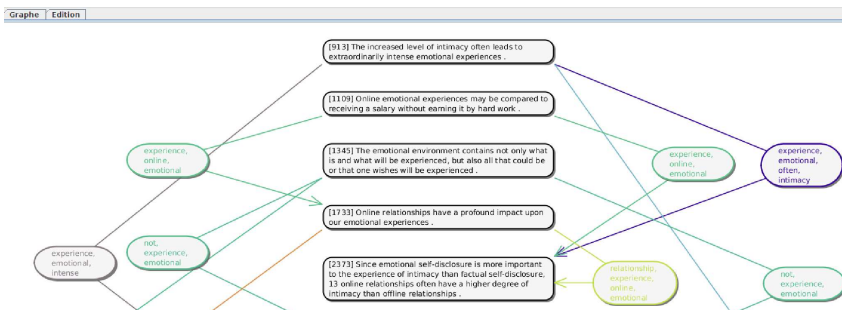 Graphe
Edition
[913] The increased level of intimacy often leads to
extraordinarily intense emotional experiences .
[1109] Online emotional experiences may be compared to
receiving a salary without earning it by hard work .
experience,
online,
emotional
[1345] The emotional environment contains not only what
is and what will be experienced, but also all that could be
or that one wishes will be experienced .
experience,
online,
emotional
experience,
emotional,
often,
intimacy
[1733] Online relationships have a profound impact upon
our emotional experiences .
experience,
emotional,
intense
not,
experience,
emotional
[2373] Since emotional self-disclosure is more important
to the experience of intimacy than factual self-disclosure,
13 online relationships often have a higher degree of
intimacy than offline relationships .
relationship,
experience,
online,
emotional
not,
experience,
emotional